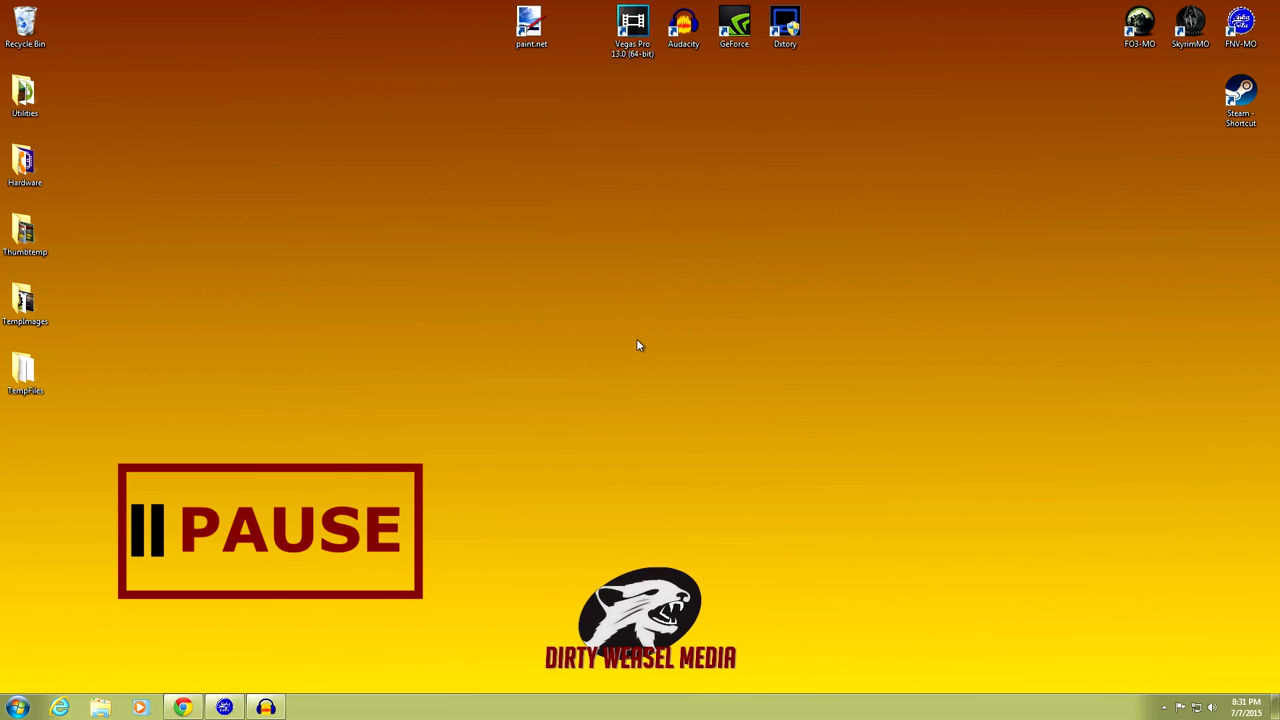 Recycle Bin
paint.net
Vegas Pro
13.0 (64-bit)
Audacity
GeForce
Dxtory
FO3-MO
SkyrimMO
FNV-MO
Utilities
Steam -
Shortcut
Hardware
Thumbtemp
TempImages
TempFiles
PAUSE
DIRTY WEASEL MEDIA
8:31 PM
7/7/2015